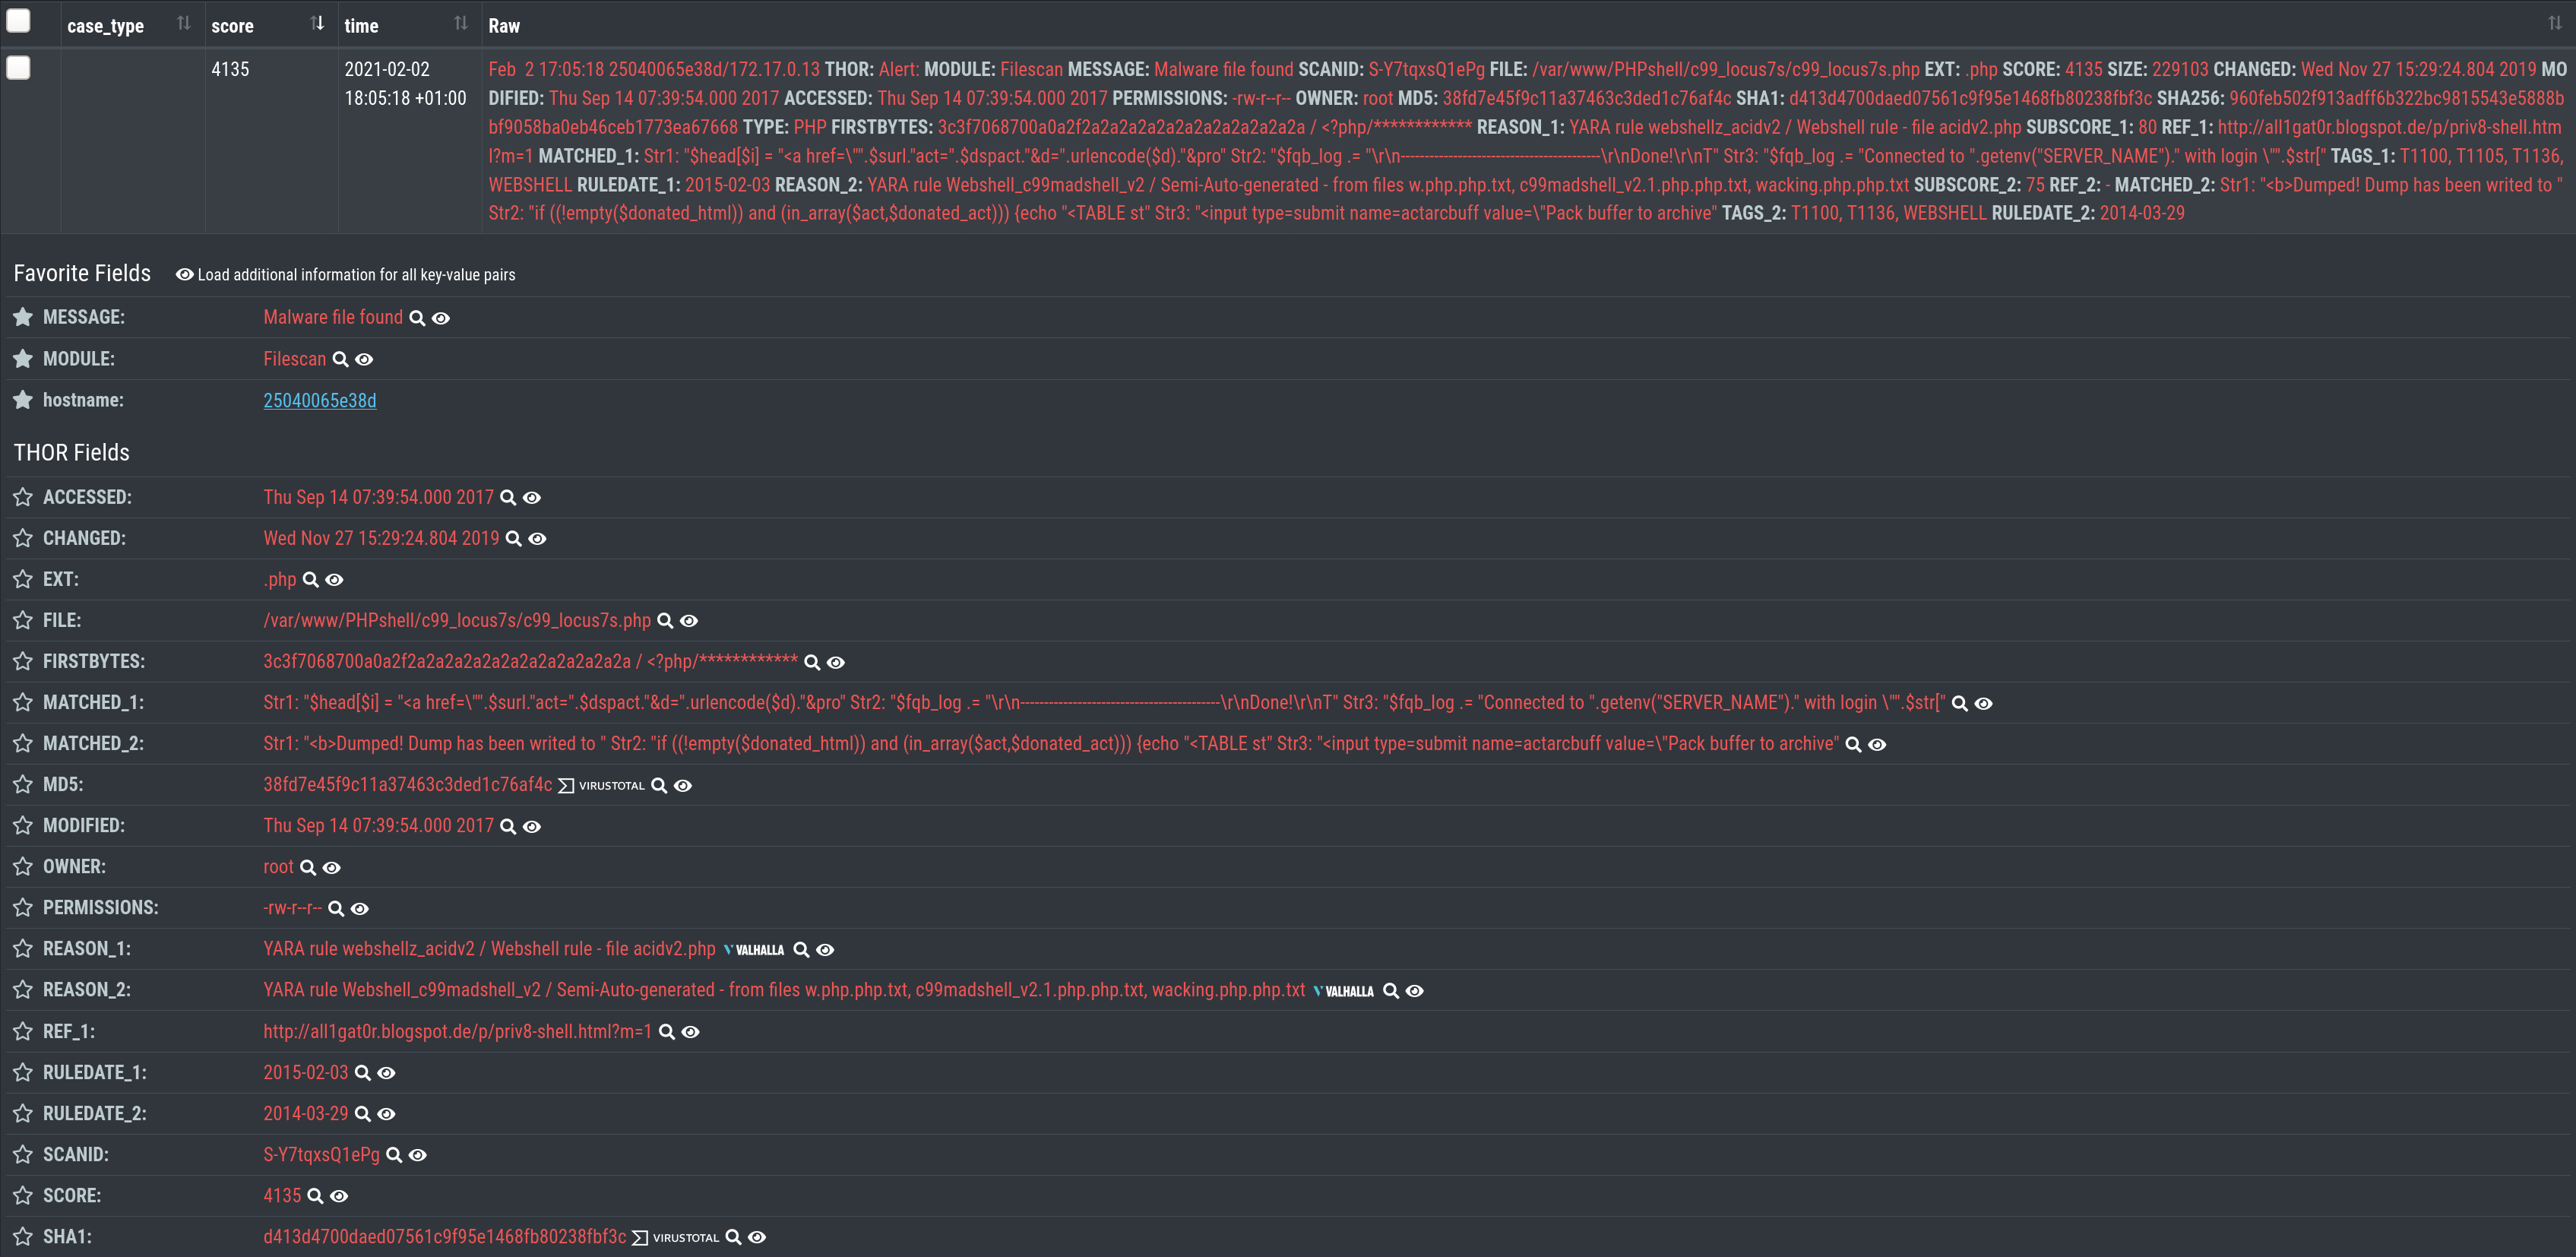 case_type score time Raw
4135 2021-02-02 Feb 2 17:05:18 25040065e38d/172.17.0.13 THOR: Alert: MODULE: Filescan MESSAGE: Malware file found SCANID: S-Y7tqxsQ1ePg FILE: /var/www/PHPshell/c99_locus7s/c99_locus7s.php EXT: .php SCORE: 4135 SIZE: 229103 CHANGED: Wed Nov 27 15:29:24.804 2019 MO
18:05:18 +01:00 DIFIED: Thu Sep 14 07:39:54.000 2017 ACCESSED: Thu Sep 14 07:39:54.000 2017 PERMISSIONS: -rw-r--r-- OWNER: root MD5: 38fd7e45f9c11a37463c3ded1c76af4c SHA1: d413d4700daed07561c9f95e1468fb80238fbf3c SHA256: 960feb502f913adff6b322bc9815543e5888b
bf9058ba0eb46ceb1773ea67668 TYPE: PHP FIRSTBYTES: 3c3f7068700a0a2f2a2a2a2a2a2a2a2a2a2a2a2a / <?php/************ REASON_1: YARA rule webshellz_acidv2 / Webshell rule - file acidv2.php SUBSCORE_1: 80 REF_1: http://all1gat0r.blogspot.de/p/priv8-shell.htm
l?m=1 MATCHED_1: Str1: "$head[$i] = "<a href=\"".$surl."act=".$dspact."&d=".urlencode($d)."&pro" Str2: "$fqb_log .= "\r\n------------------------------------------\r\nDone!\r\nT" Str3: "$fqb_log .= "Connected to ".getenv("SERVER_NAME")." with login \"".$str[" TAGS_1: T1100, T1105, T1136,
WEBSHELL RULEDATE_1: 2015-02-03 REASON_2: YARA rule Webshell_c99madshell_v2 / Semi-Auto-generated - from files w.php.php.txt, c99madshell_v2.1.php.php.txt, wacking.php.php.txt SUBSCORE_2: 75 REF_2: - MATCHED_2: Str1: "<b>Dumped! Dump has been writed to "
Str2: "if ((!empty($donated_html)) and (in_array($act,$donated_act))) {echo "<TABLE st" Str3: "<input type=submit name=actarcbuff value=\"Pack buffer to archive" TAGS_2: T1100, T1136, WEBSHELL RULEDATE_2: 2014-03-29
Favorite Fields Load additional information for all key-value pairs
MESSAGE: Malware file found
MODULE: Filescan
hostname: 25040065e38d
THOR Fields
ACCESSED: Thu Sep 14 07:39:54.000 2017
CHANGED: Wed Nov 27 15:29:24.804 2019
EXT: .php
FILE: /var/www/PHPshell/c99_locus7s/c99_locus7s.php
FIRSTBYTES: 3c3f7068700a0a2f2a2a2a2a2a2a2a2a2a2a2a2a / <?php/************
MATCHED_1: Str1: "$head[$i] = "<a href=\"".$surl."act=".$dspact."&d=".urlencode($d)."&pro" Str2: "$fqb_log .= "\r\n------------------------------------------\r\nDone!\r\nT" Str3: "$fqb_log .= "Connected to ".getenv("SERVER_NAME")." with login \"".$str["
MATCHED_2: Str1: "<b>Dumped! Dump has been writed to " Str2: "if ((!empty($donated_html)) and (in_array($act,$donated_act))) {echo "<TABLE st" Str3: "<input type=submit name=actarcbuff value=\"Pack buffer to archive"
MD5: 38fd7e45f9c11a37463c3ded1c76af4c VIRUSTOTAL
MODIFIED: Thu Sep 14 07:39:54.000 2017
OWNER: root
PERMISSIONS: -rw-r--r--
REASON_1: YARA rule webshellz_acidv2 / Webshell rule - file acidv2.php VALHALLA
REASON_2: YARA rule Webshell_c99madshell_v2 / Semi-Auto-generated - from files w.php.php.txt, c99madshell_v2.1.php.php.txt, wacking.php.php.txt VALHALLA
REF_1: http://all1gat0r.blogspot.de/p/priv8-shell.html?m=1
RULEDATE_1: 2015-02-03
RULEDATE_2: 2014-03-29
SCANID: S-Y7tqxsQ1ePg
SCORE: 4135
SHA1: d413d4700daed07561c9f95e1468fb80238fbf3c VIRUSTOTAL